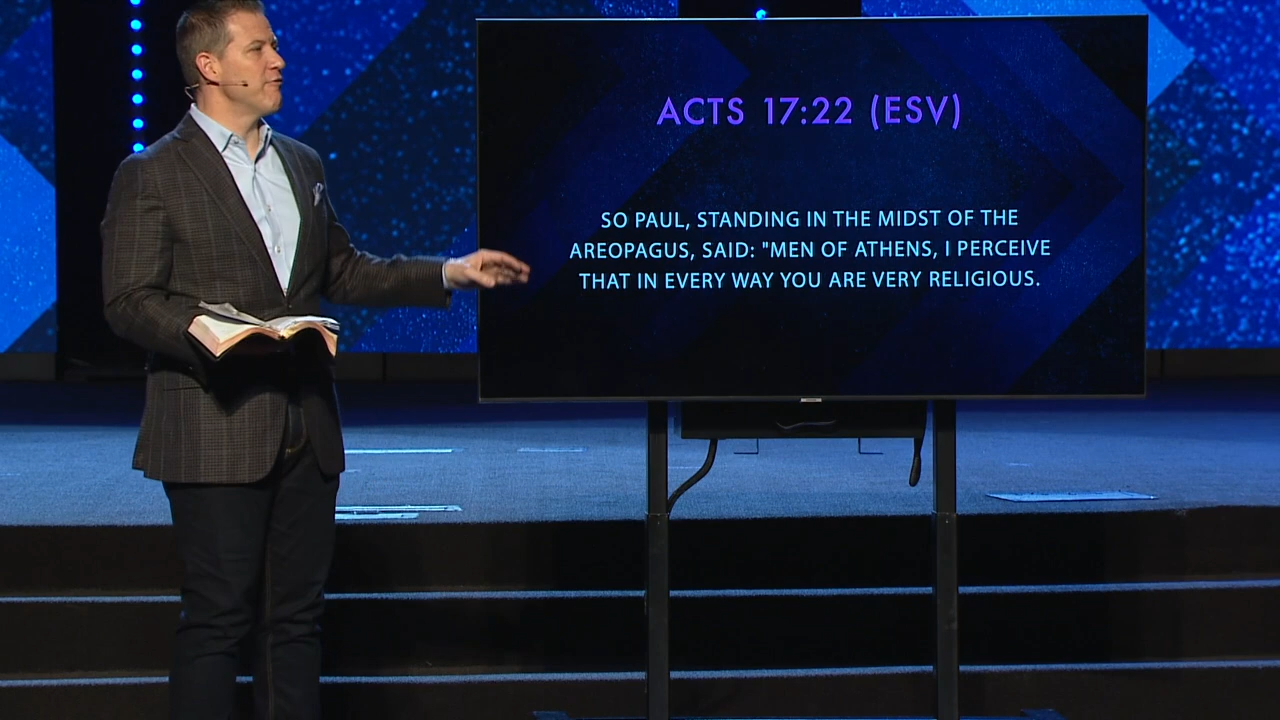 ACTS 17:22 (ESV)
SO PAUL, STANDING IN THE MIDST OF THE
AREOPAGUS, SAID: "MEN OF ATHENS, I PERCEIVE
THAT IN EVERY WAY YOU ARE VERY RELIGIOUS.